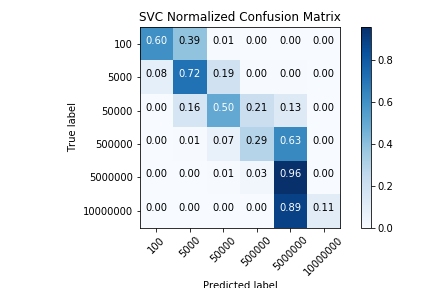 SVC Normalized Confusion Matrix
True label
100 0.60 0.39 0.01 0.00 0.00 0.00
5000 0.08 0.72 0.19 0.00 0.00 0.00
50000 0.00 0.16 0.50 0.21 0.13 0.00
500000 0.00 0.01 0.07 0.29 0.63 0.00
5000000 0.00 0.00 0.01 0.03 0.96 0.00
10000000 0.00 0.00 0.00 0.00 0.89 0.11
100 5000 50000 500000 5000000 10000000
Predicted label
0.8
0.6
0.4
0.2
0.0